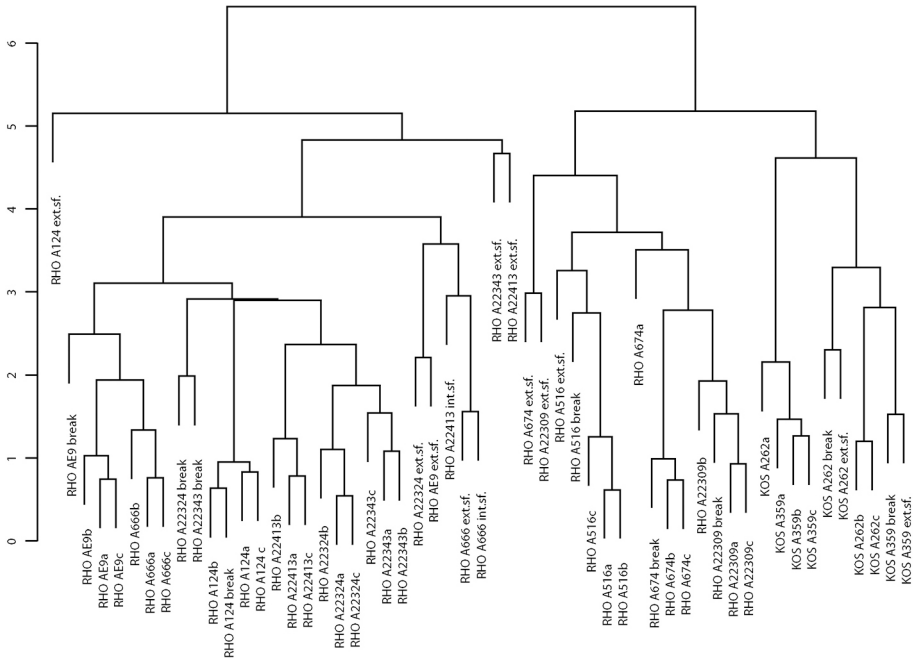 6
5
4
3
2
1
0
RHO A124 ext.sf.
RHO AE9 break
RHO AE9b
RHO AE9a
RHO AE9c
RHO A666b
RHO A666a
RHO A666c
RHO A22324 break
RHO A22343 break
RHO A124b
RHO A124 break
RHO A124a
RHO A124 c
RHO A22413b
RHO A22413a
RHO A22413c
RHO A22324b
RHO A22324a
RHO A22324c
RHO A22343c
RHO A22343a
RHO A22343b
RHO A22324 ext.sf.
RHO AE9 ext.sf.
RHO A22413 int.sf.
RHO A666 ext.sf.
RHO A666 int.sf.
RHO A22343 ext.sf.
RHO A22413 ext.sf.
RHO A674 ext.sf.
RHO A22309 ext.sf.
RHO A516 ext.sf.
RHO A516 break
RHO A516c
RHO A516a
RHO A516b
RHO A674a
RHO A674 break
RHO A674b
RHO A674c
RHO A22309b
RHO A22309 break
RHO A22309a
RHO A22309c
KOS A262a
KOS A359a
KOS A359b
KOS A359c
KOS A262 break
KOS A262 ext.sf.
KOS A262b
KOS A262c
KOS A359 break
KOS A359 ext.sf.